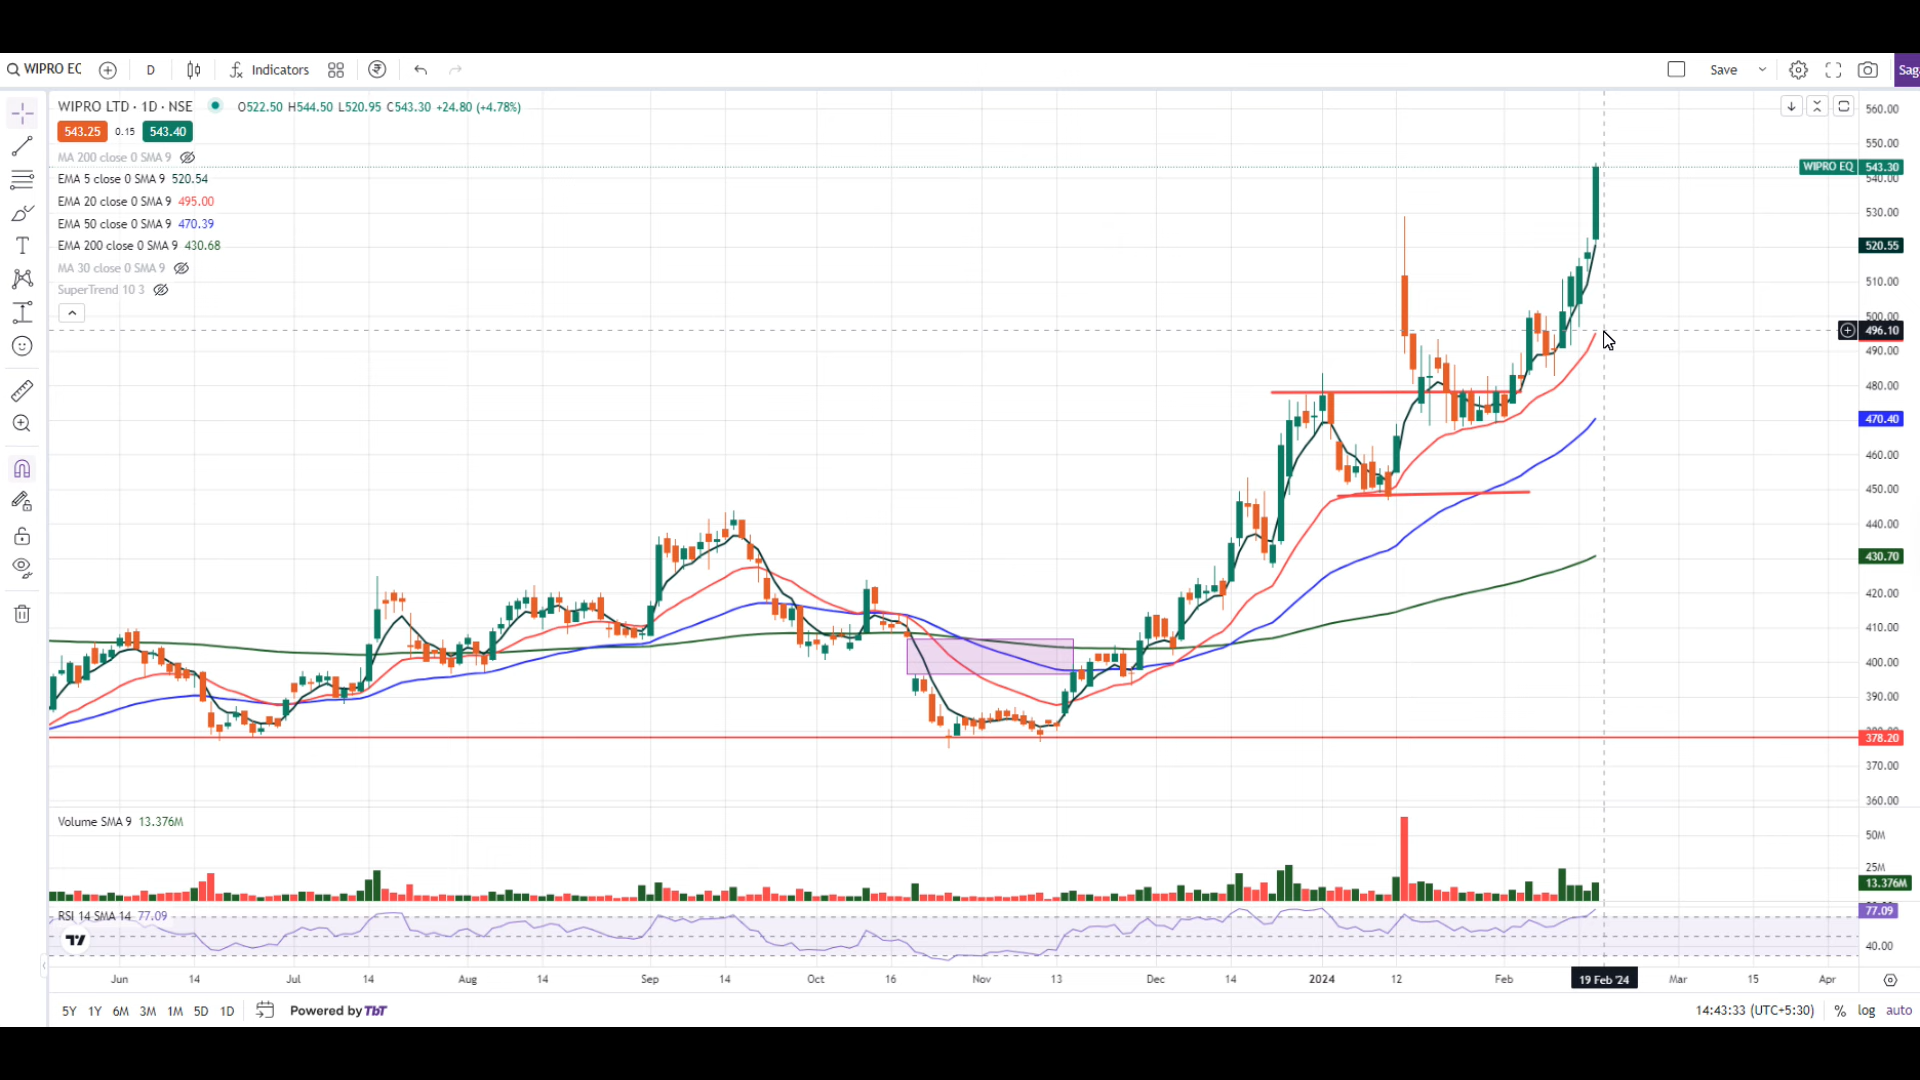 WIPRO EC D Indicators Save Sag
WIPRO LTD · 1D · NSE O522.50 H544.50 L520.95 C543.30 +24.80 (+4.78%)
543.25 0.15 543.40
MA 200 close 0 SMA 9
EMA 5 close 0 SMA 9 520.54
EMA 20 close 0 SMA 9 495.00
EMA 50 close 0 SMA 9 470.39
EMA 200 close 0 SMA 9 430.68
MA 30 close 0 SMA 9
SuperTrend 10 3
560.00
550.00
WIPRO EQ 543.30
540.00
530.00
520.55
510.00
500.00
496.10
490.00
480.00
470.40
460.00
450.00
440.00
430.70
420.00
410.00
400.00
390.00
378.20
370.00
360.00
Volume SMA 9 13.376M
50M
25M
13.376M
RSI 14 SMA 14 77.09
77.09
40.00
Jun 14 Jul 14 Aug 14 Sep 14 Oct 16 Nov 13 Dec 14 2024 12 Feb 19 Feb '24 Mar 15 Apr
5Y 1Y 6M 3M 1M 5D 1D Powered by TbT 14:43:33 (UTC+5:30) % log auto